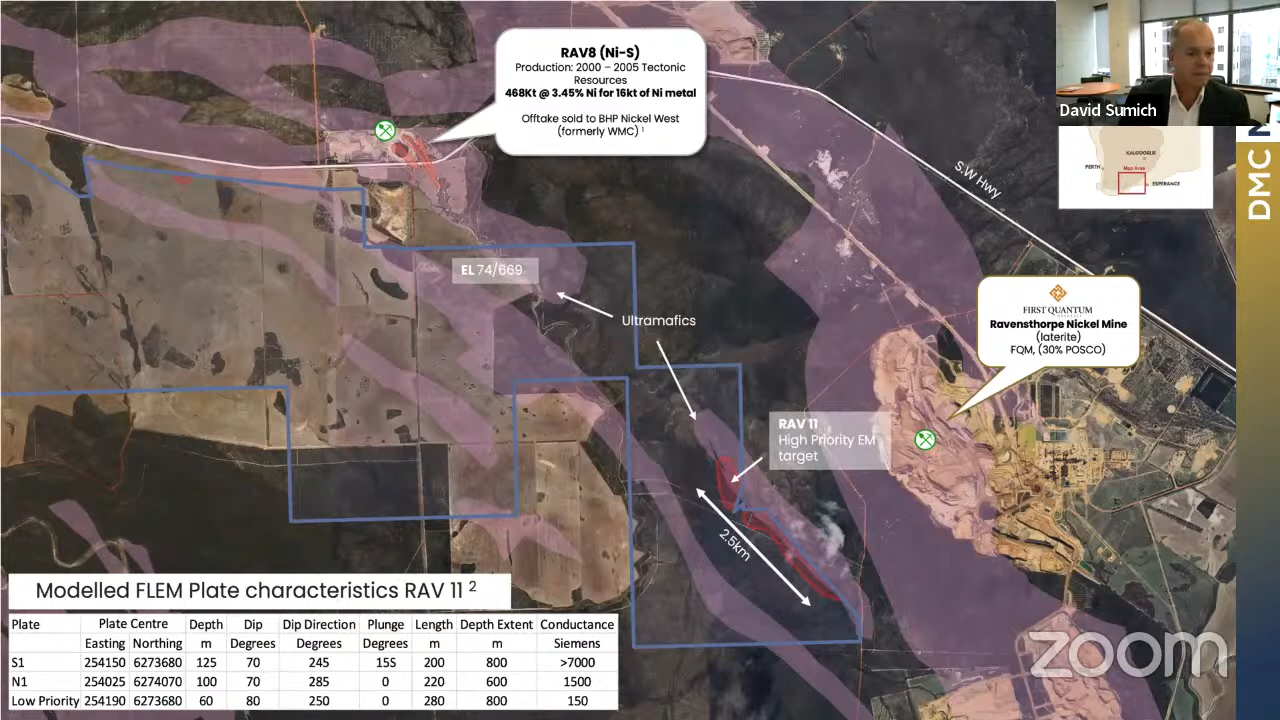 RAV8 (Ni-S)
Production: 2000 – 2005 Tectonic
Resources
468Kt @ 3.45% Ni for 16kt of Ni metal
Offtake sold to BHP Nickel West
(formerly WMC) 1
David Sumich
KALGOORLIE
PERTH
Map Area
ESPERANCE
DMC N
S.W Hwy
EL 74/669
Ultramafics
FIRST QUANTUM
MINERALS
Ravensthorpe Nickel Mine
(laterite)
FQM, (30% POSCO)
RAV 11
High Priority EM
target
2.5km
Modelled FLEM Plate characteristics RAV 11 2
Plate Plate Centre Depth Dip Dip Direction Plunge Length Depth Extent Conductance
Easting Northing m Degrees Degrees Degrees m m Siemens
S1 254150 6273680 125 70 245 15S 200 800 >7000
N1 254025 6274070 100 70 285 0 220 600 1500
Low Priority 254190 6273680 60 80 250 0 280 800 150
zoom